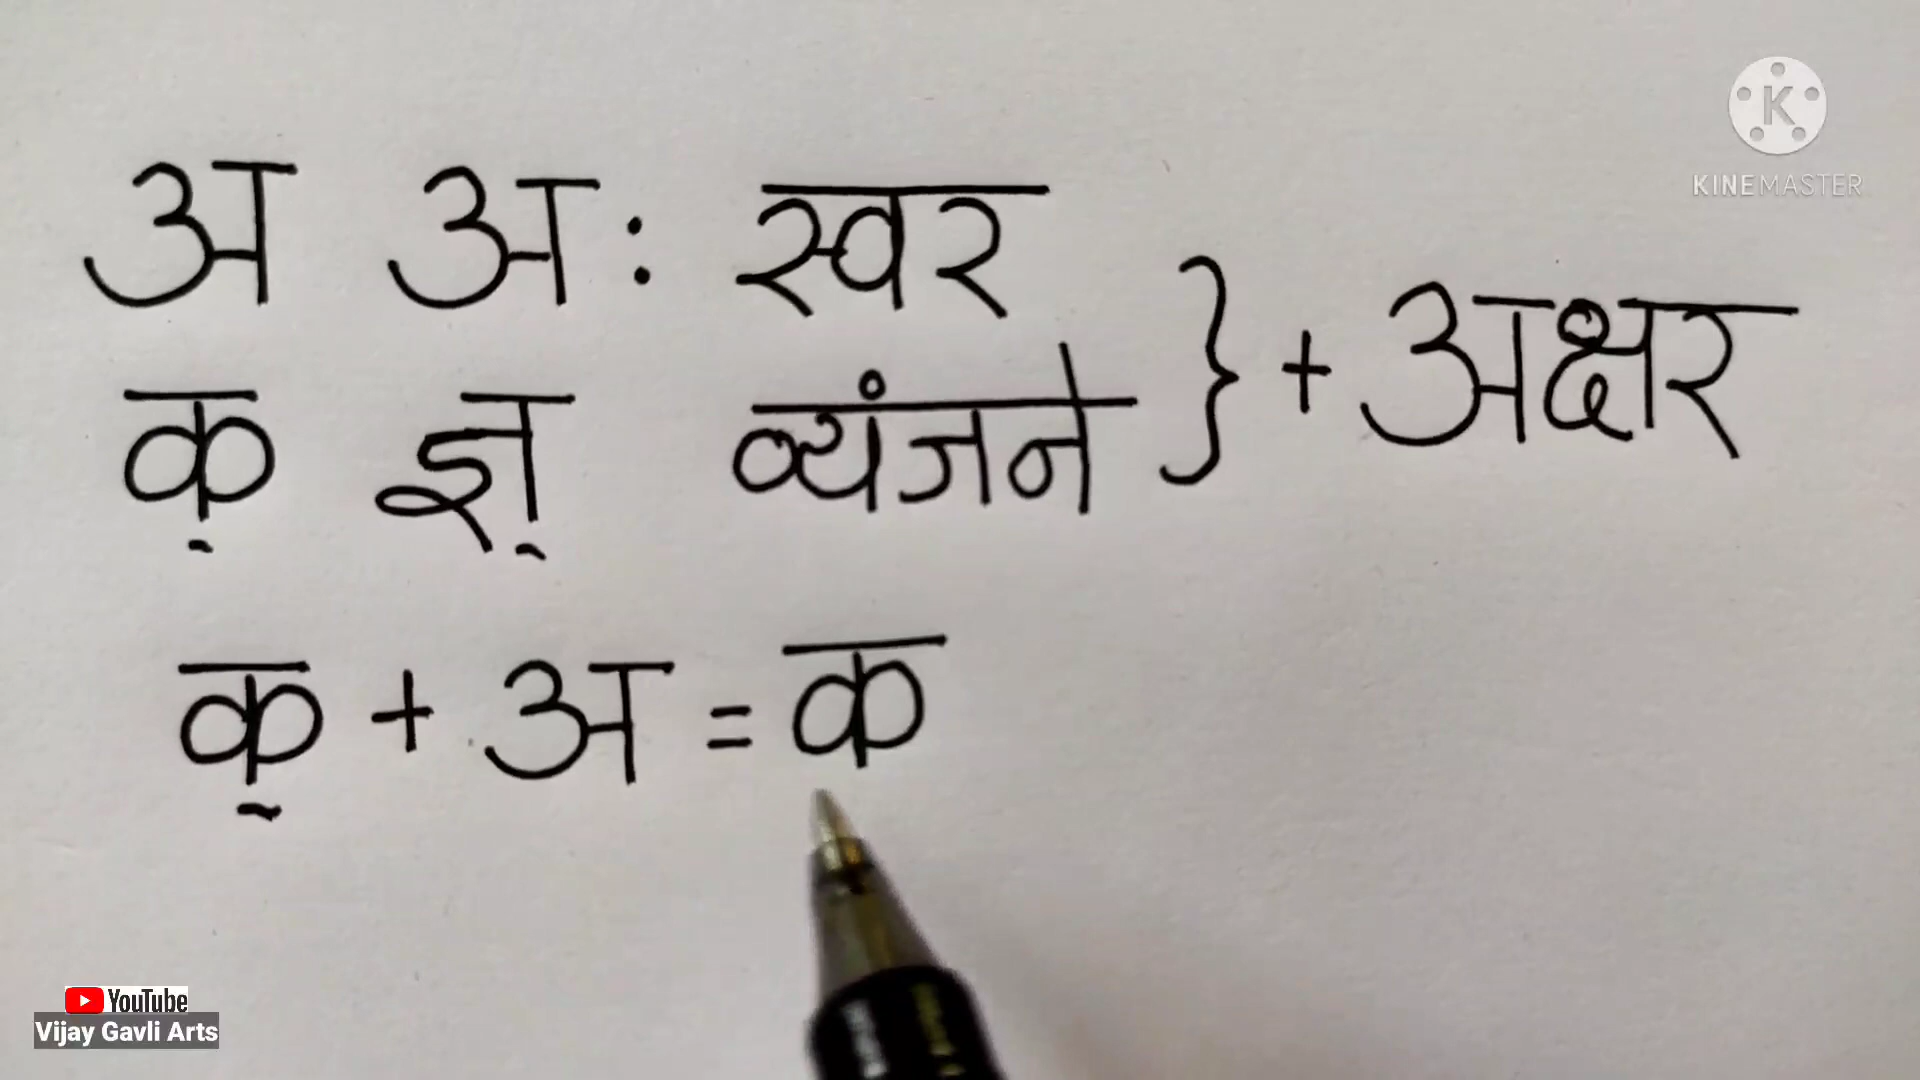 अ अः स्वर
क् ज्ञ् व्यंजने } + अक्षर
क् + अ = क
KINEMASTER
YouTube
Vijay Gavli Arts